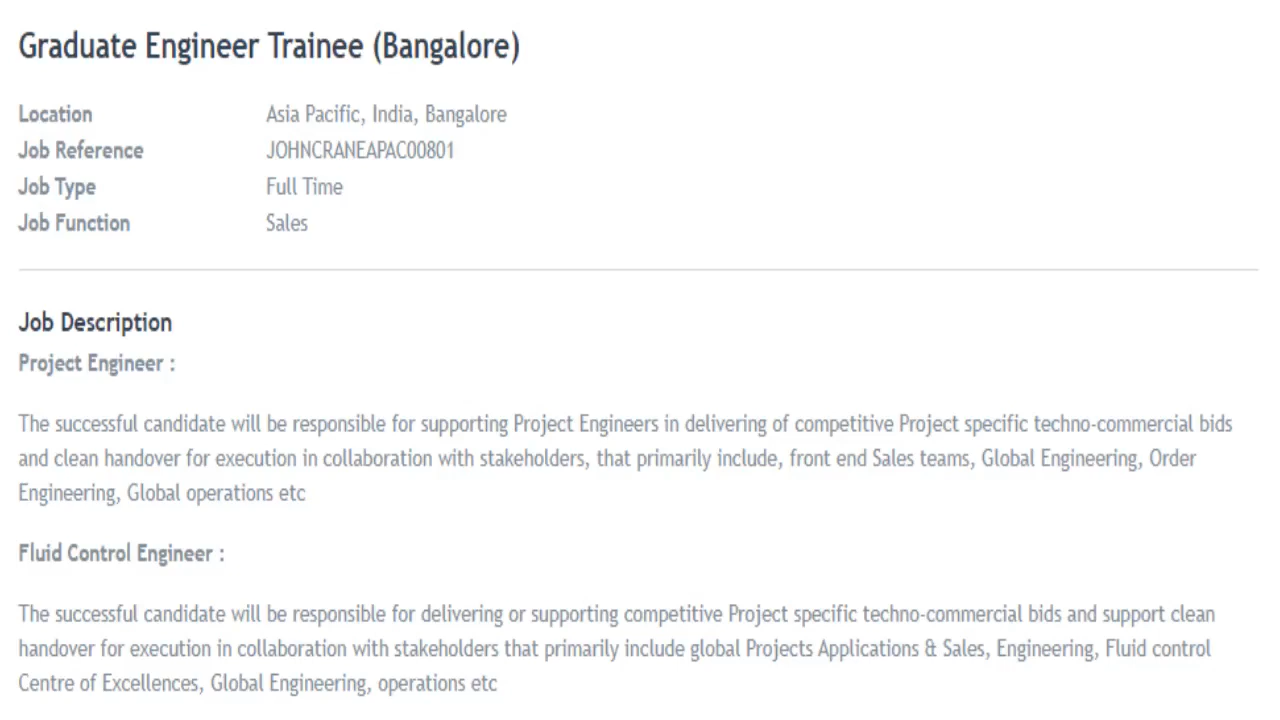 Graduate Engineer Trainee (Bangalore)
Location Asia Pacific, India, Bangalore
Job Reference JOHNCRANEAPAC00801
Job Type Full Time
Job Function Sales
Job Description
Project Engineer :
The successful candidate will be responsible for supporting Project Engineers in delivering of competitive Project specific techno-commercial bids
and clean handover for execution in collaboration with stakeholders, that primarily include, front end Sales teams, Global Engineering, Order
Engineering, Global operations etc
Fluid Control Engineer :
The successful candidate will be responsible for delivering or supporting competitive Project specific techno-commercial bids and support clean
handover for execution in collaboration with stakeholders that primarily include global Projects Applications & Sales, Engineering, Fluid control
Centre of Excellences, Global Engineering, operations etc